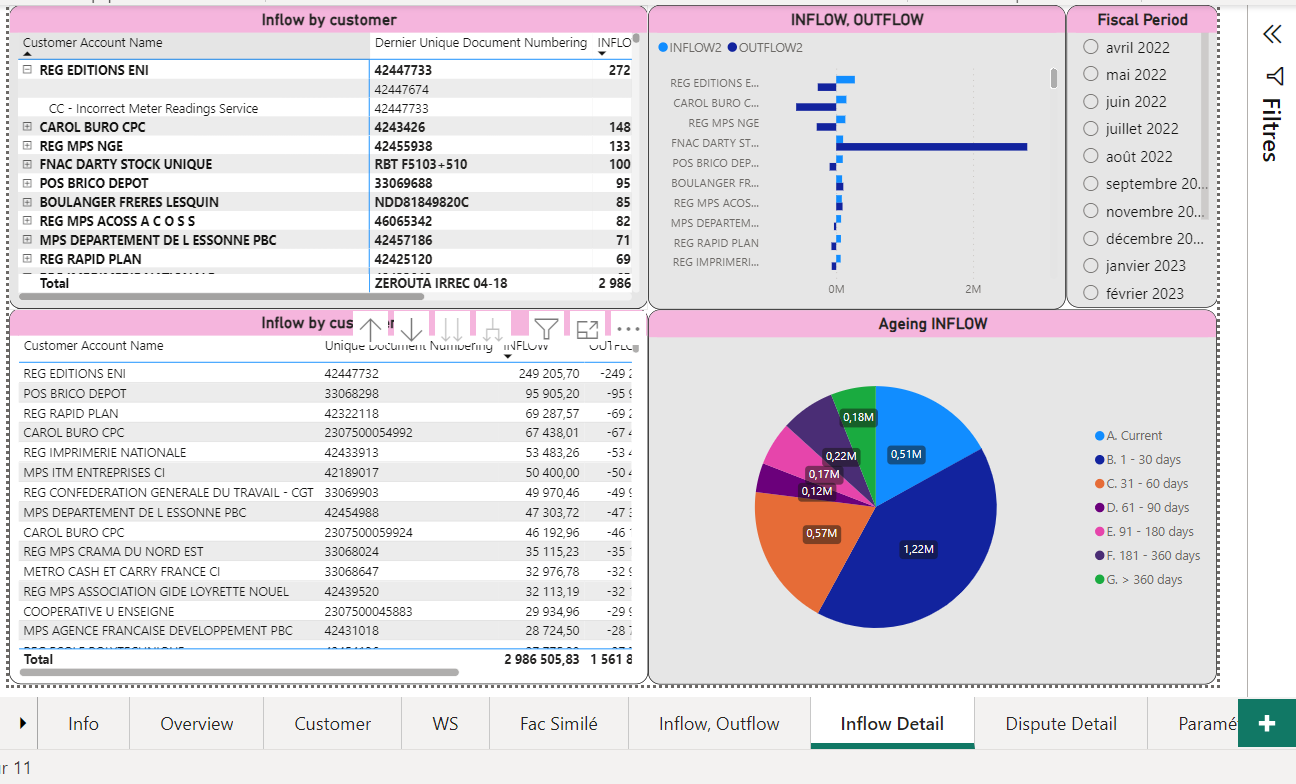 Inflow by customer
Customer Account Name Dernier Unique Document Numbering INFLO
REG EDITIONS ENI 42447733 272
42447674
CC - Incorrect Meter Readings Service 42447733
CAROL BURO CPC 4243426 148
REG MPS NGE 42455938 133
FNAC DARTY STOCK UNIQUE RBT F5103+510 100
POS BRICO DEPOT 33069688 95
BOULANGER FRERES LESQUIN NDD81849820C 85
REG MPS ACOSS A C O S S 46065342 82
MPS DEPARTEMENT DE L ESSONNE PBC 42457186 71
REG RAPID PLAN 42425120 69
Total ZEROUTA IRREC 04-18 2 986
INFLOW, OUTFLOW
INFLOW2 OUTFLOW2
REG EDITIONS E...
CAROL BURO C...
REG MPS NGE
FNAC DARTY ST...
POS BRICO DEP...
BOULANGER FR...
REG MPS ACOS...
MPS DEPARTEM...
REG RAPID PLAN
REG IMPRIMERI...
0M 2M
Fiscal Period
avril 2022
mai 2022
juin 2022
juillet 2022
août 2022
septembre 20...
novembre 20...
décembre 20...
janvier 2023
février 2023
Filtres
Inflow by cus
Customer Account Name Unique Document Numbering INFLOW OUTFLO
REG EDITIONS ENI 42447732 249 205,70 -249 2
POS BRICO DEPOT 33068298 95 905,20 -95 9
REG RAPID PLAN 42322118 69 287,57 -69 2
CAROL BURO CPC 2307500054992 67 438,01 -67 4
REG IMPRIMERIE NATIONALE 42433913 53 483,26 -53 4
MPS ITM ENTREPRISES CI 42189017 50 400,00 -50 4
REG CONFEDERATION GENERALE DU TRAVAIL - CGT 33069903 49 970,46 -49 9
MPS DEPARTEMENT DE L ESSONNE PBC 42454988 47 303,72 -47 3
CAROL BURO CPC 2307500059924 46 192,96 -46 1
REG MPS CRAMA DU NORD EST 33068024 35 115,23 -35 1
METRO CASH ET CARRY FRANCE CI 33068647 32 976,78 -32 9
REG MPS ASSOCIATION GIDE LOYRETTE NOUEL 42439520 32 113,19 -32 1
COOPERATIVE U ENSEIGNE 2307500045883 29 934,96 -29 9
MPS AGENCE FRANCAISE DEVELOPPEMENT PBC 42431018 28 724,50 -28 7
Total 2 986 505,83 1 561 8
Ageing INFLOW
0,18M
0,51M
0,22M
0,17M
0,12M
0,57M
1,22M
A. Current
B. 1 - 30 days
C. 31 - 60 days
D. 61 - 90 days
E. 91 - 180 days
F. 181 - 360 days
G. > 360 days
Info Overview Customer WS Fac Similé Inflow, Outflow Inflow Detail Dispute Detail Paramé
r 11